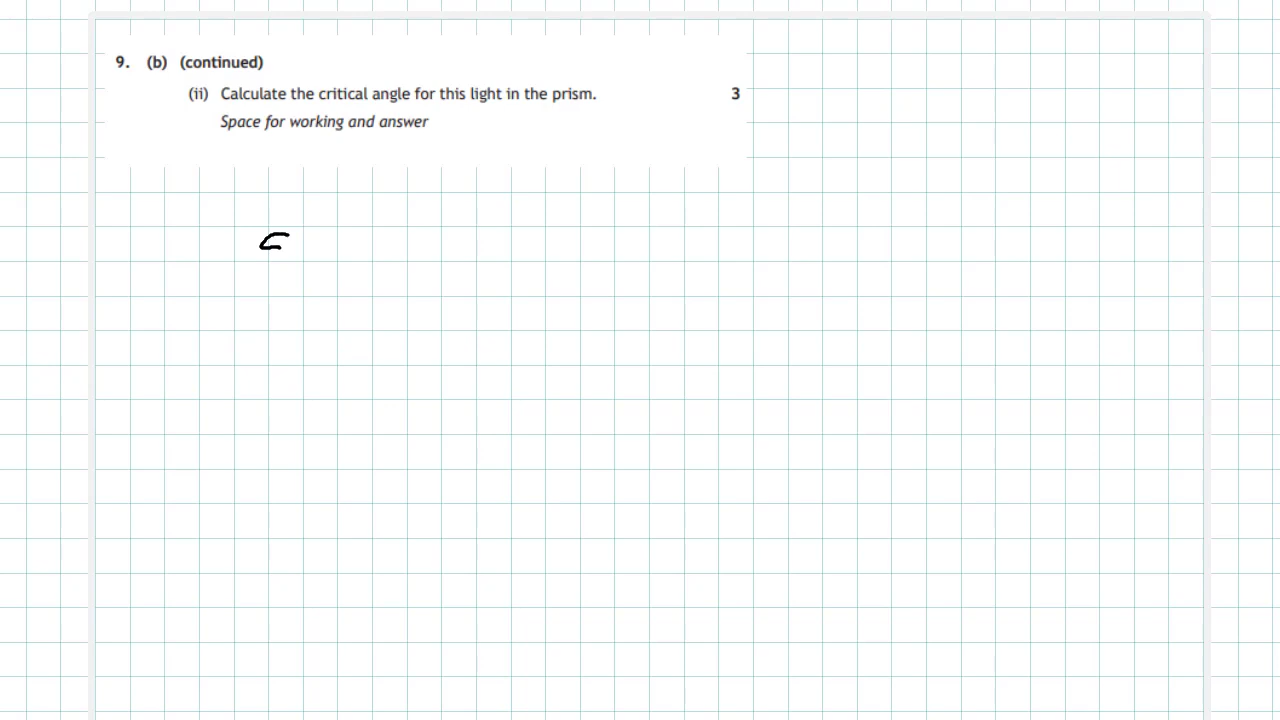 9. (b) (continued)
(ii) Calculate the critical angle for this light in the prism. 3
Space for working and answer